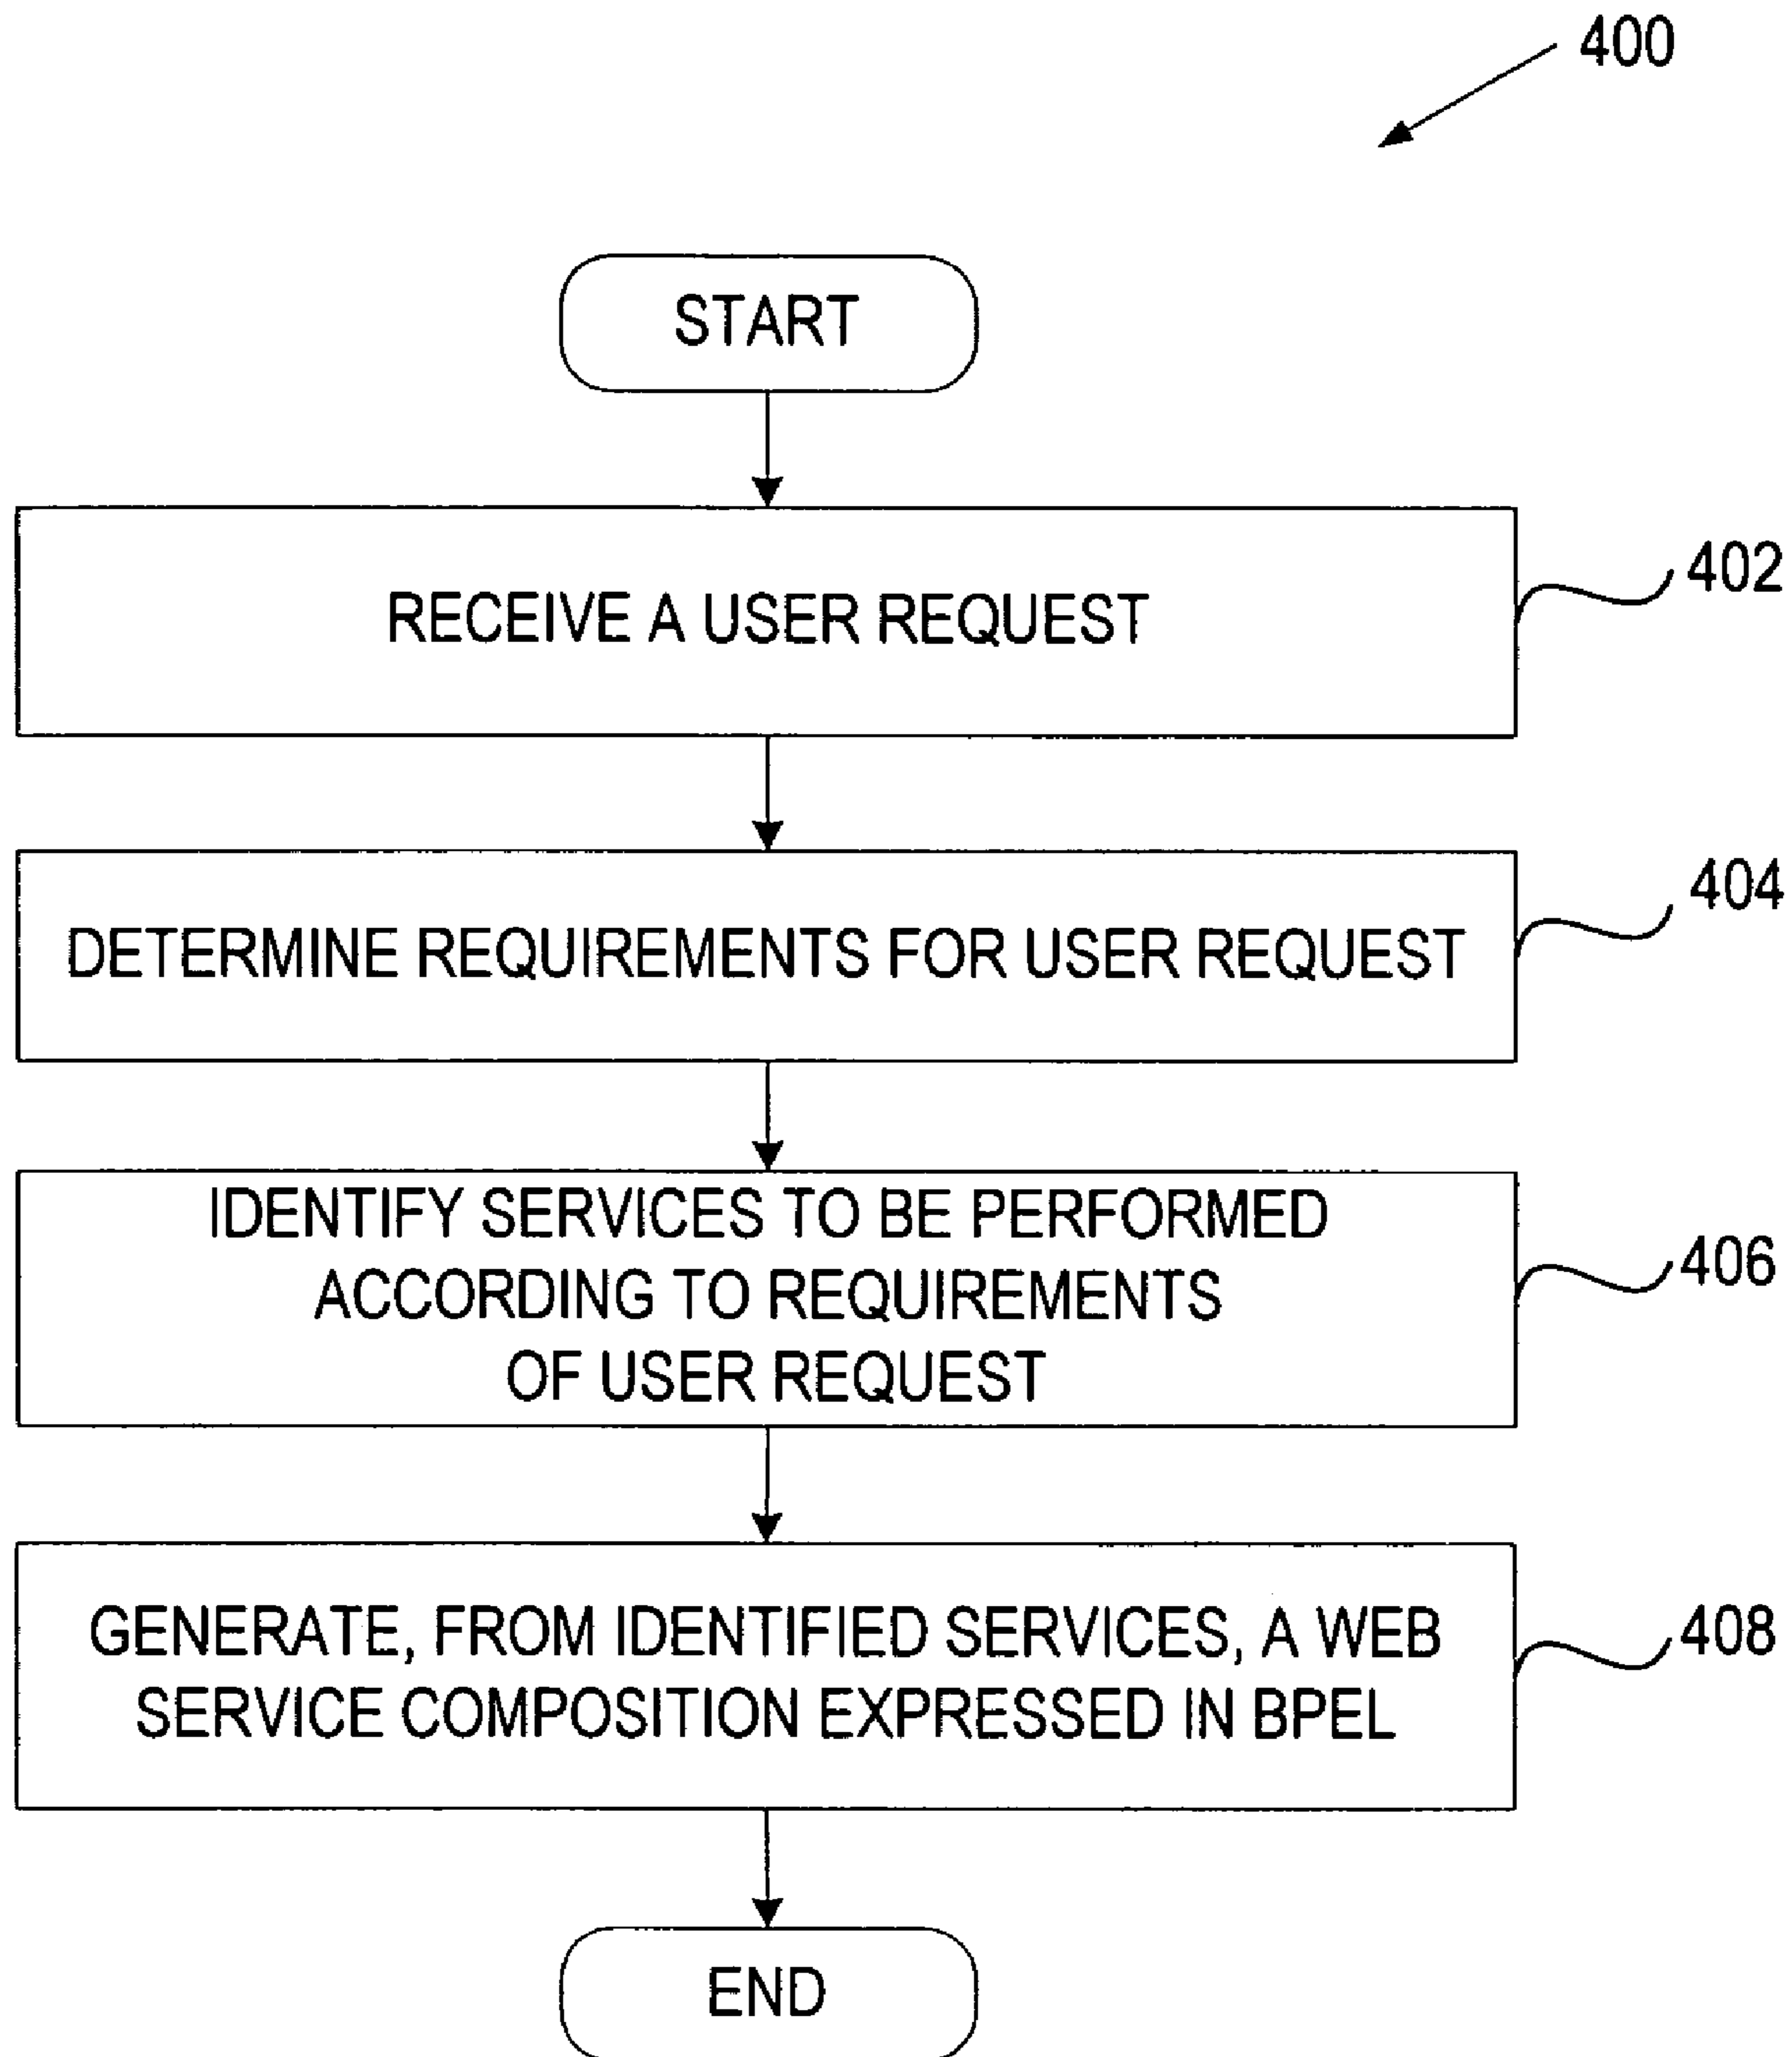 400
START
RECEIVE A USER REQUEST
402
DETERMINE REQUIREMENTS FOR USER REQUEST
404
IDENTIFY SERVICES TO BE PERFORMED
ACCORDING TO REQUIREMENTS
OF USER REQUEST
406
GENERATE, FROM IDENTIFIED SERVICES, A WEB
SERVICE COMPOSITION EXPRESSED IN BPEL
408
END